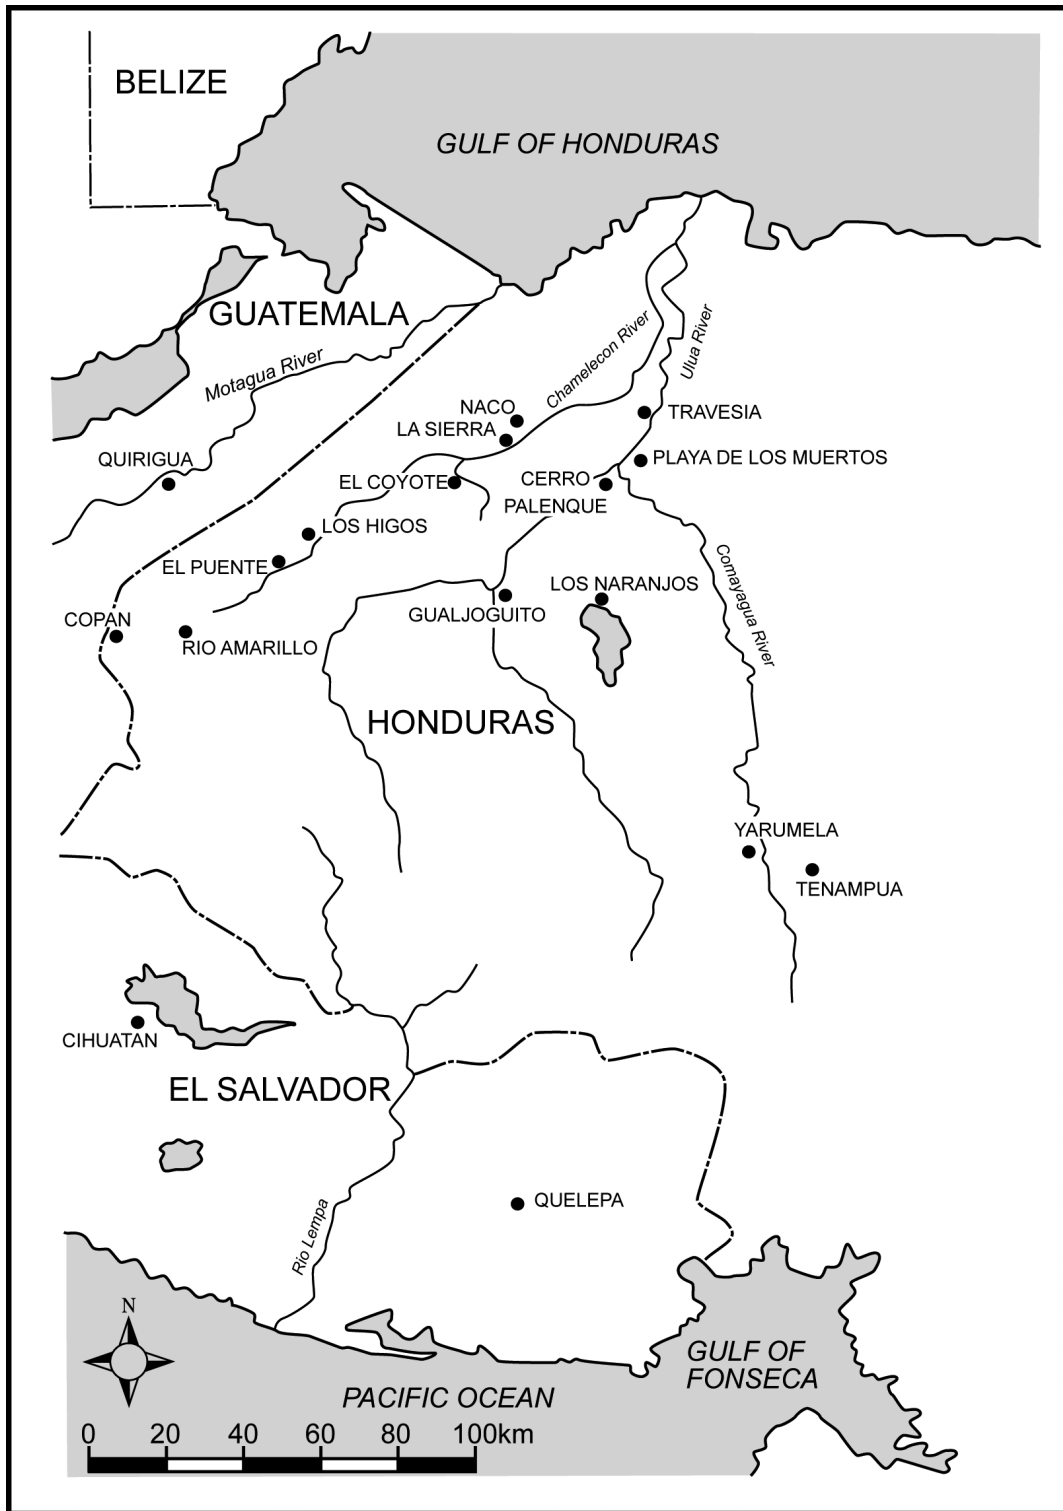 BELIZE
GULF OF HONDURAS
GUATEMALA
Motagua River
Chamelecon River
Ulua River
NACO
LA SIERRA
TRAVESIA
QUIRIGUA
PLAYA DE LOS MUERTOS
EL COYOTE
CERRO
PALENQUE
LOS HIGOS
EL PUENTE
Comayagua River
LOS NARANJOS
COPAN
GUALJOGUITO
RIO AMARILLO
HONDURAS
YARUMELA
TENAMPUA
CIHUATAN
EL SALVADOR
QUELEPA
Rio Lempa
N
GULF OF
FONSECA
PACIFIC OCEAN
0 20 40 60 80 100km